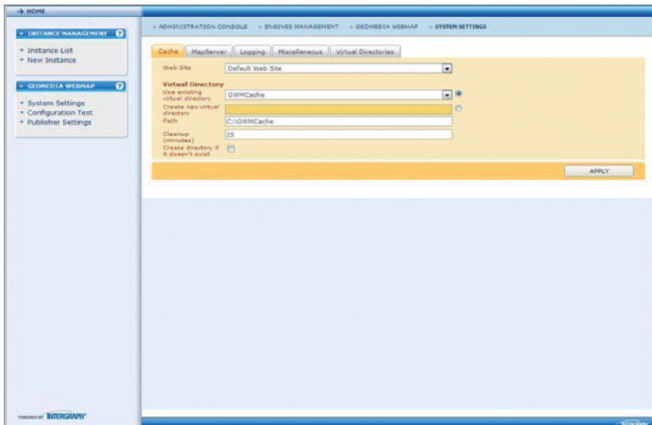 HOME
ADMINISTRATION CONSOLE ENGINES MANAGEMENT GEOMEDIA WEBMAP SYSTEM SETTINGS
INSTANCE MANAGEMENT ?
Instance List
New Instance
GEOMEDIA WEBMAP ?
System Settings
Configuration Test
Publisher Settings
Cache MapServer Logging Miscellaneous Virtual Directories
Web Site
Default Web Site
Virtual Directory
Use existing
virtual directory
GWMCache
Create new virtual
directory
Path
C:\GWMCache
Cleanup
(minutes)
25
Create directory if
it doesn't exist
APPLY
POWERED BY INTERGRAPH